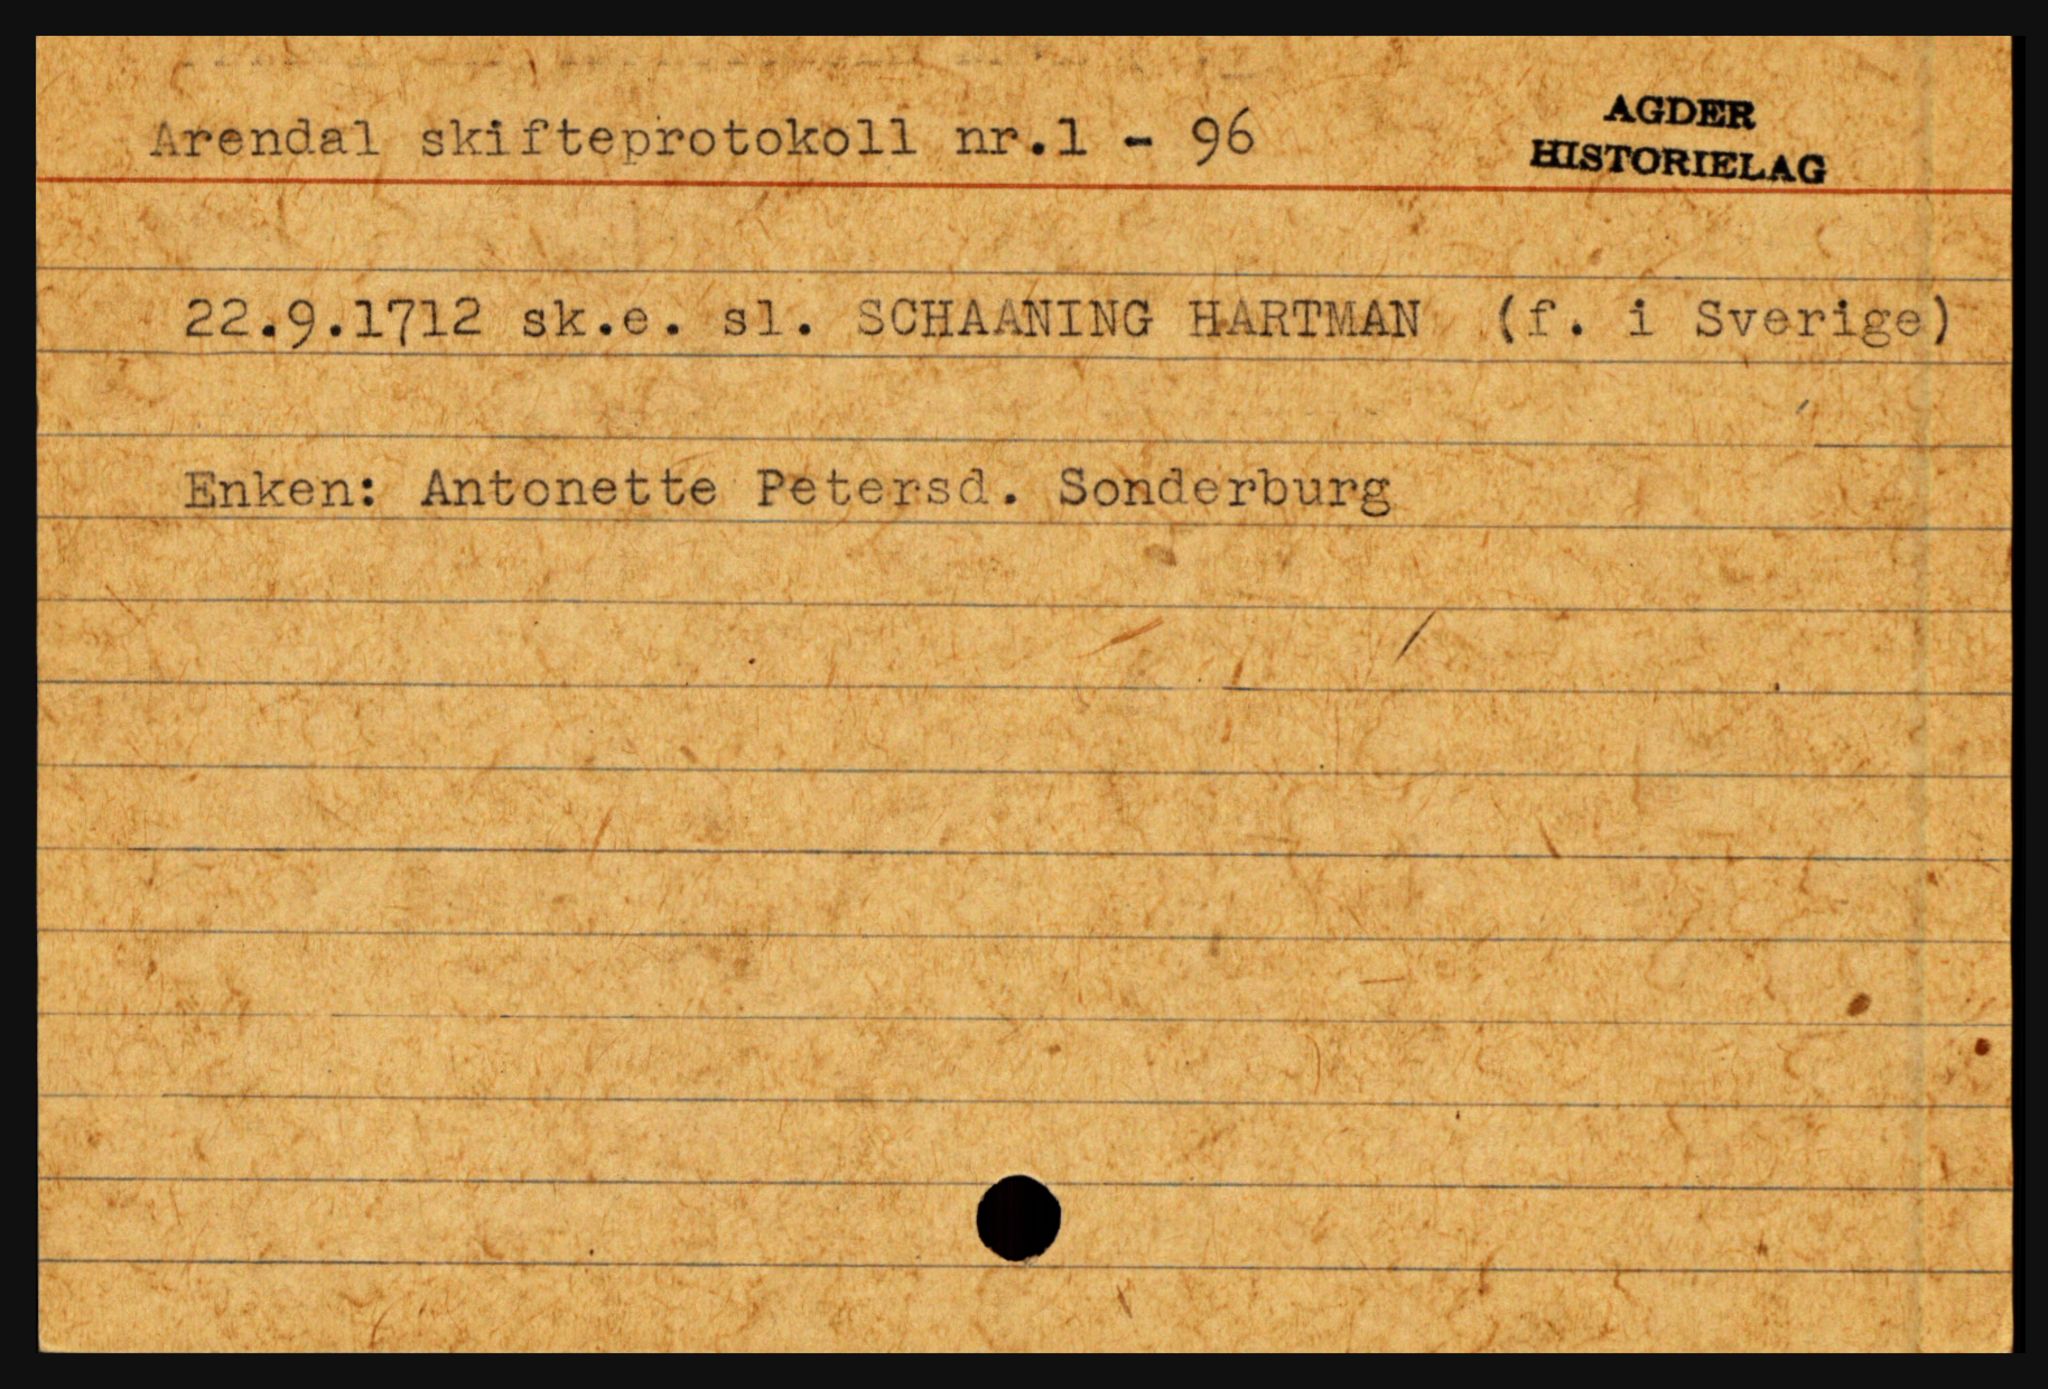 Arendal skifteprotokoll nr.1 - 96
AGDER
HISTORIELAG
22.9.1712 sk.e. sl. SCHAANING HARTMAN (f. i Sverige)
Enken: Antonette Petersd. Sonderburg